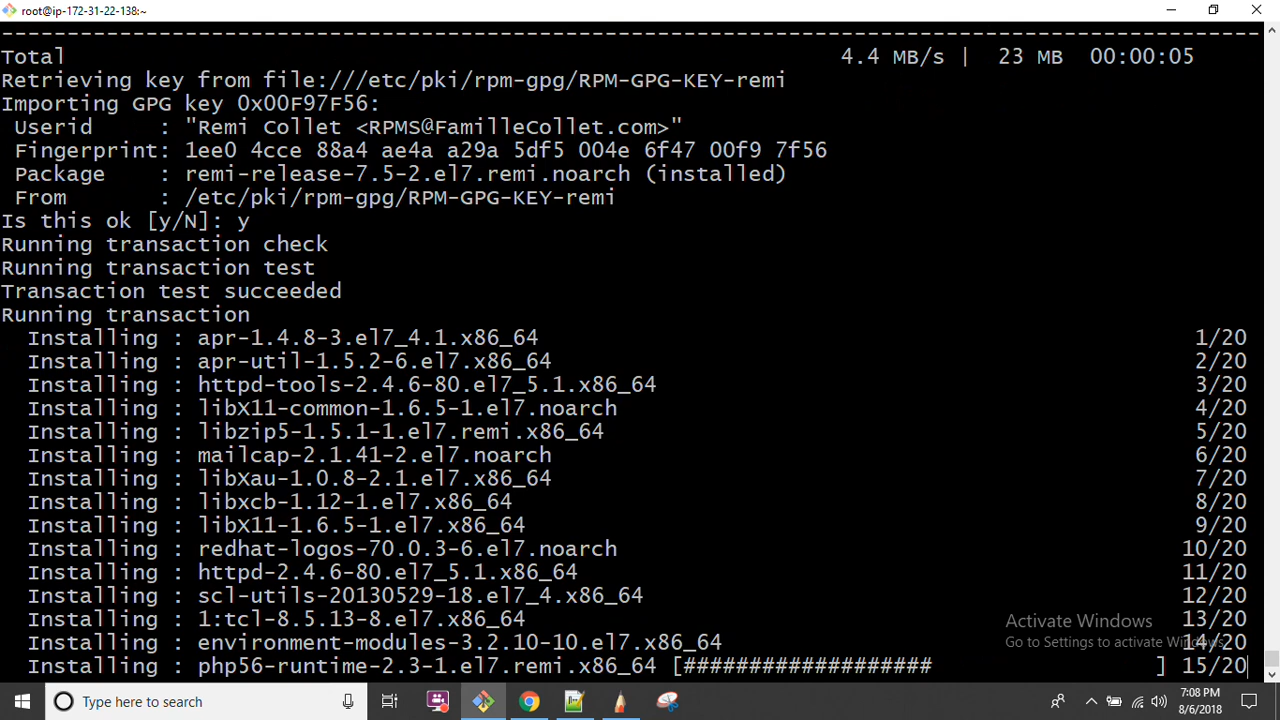 root@ip-172-31-22-138:~
--------------------------------------------------------------------------------
Total 4.4 MB/s | 23 MB 00:00:05
Retrieving key from file:///etc/pki/rpm-gpg/RPM-GPG-KEY-remi
Importing GPG key 0x00F97F56:
Userid : "Remi Collet <RPMS@FamilleCollet.com>"
Fingerprint: 1ee0 4cce 88a4 ae4a a29a 5df5 004e 6f47 00f9 7f56
Package : remi-release-7.5-2.el7.remi.noarch (installed)
From : /etc/pki/rpm-gpg/RPM-GPG-KEY-remi
Is this ok [y/N]: y
Running transaction check
Running transaction test
Transaction test succeeded
Running transaction
Installing : apr-1.4.8-3.el7_4.1.x86_64 1/20
Installing : apr-util-1.5.2-6.el7.x86_64 2/20
Installing : httpd-tools-2.4.6-80.el7_5.1.x86_64 3/20
Installing : libX11-common-1.6.5-1.el7.noarch 4/20
Installing : libzip5-1.5.1-1.el7.remi.x86_64 5/20
Installing : mailcap-2.1.41-2.el7.noarch 6/20
Installing : libXau-1.0.8-2.1.el7.x86_64 7/20
Installing : libxcb-1.12-1.el7.x86_64 8/20
Installing : libX11-1.6.5-1.el7.x86_64 9/20
Installing : redhat-logos-70.0.3-6.el7.noarch 10/20
Installing : httpd-2.4.6-80.el7_5.1.x86_64 11/20
Installing : scl-utils-20130529-18.el7_4.x86_64 12/20
Installing : 1:tcl-8.5.13-8.el7.x86_64 13/20
Activate Windows
Installing : environment-modules-3.2.10-10.el7.x86_64 14/20
Go to Settings to activate Windows.
Installing : php56-runtime-2.3-1.el7.remi.x86_64 [################### ] 15/20
Type here to search
7:08 PM
8/6/2018